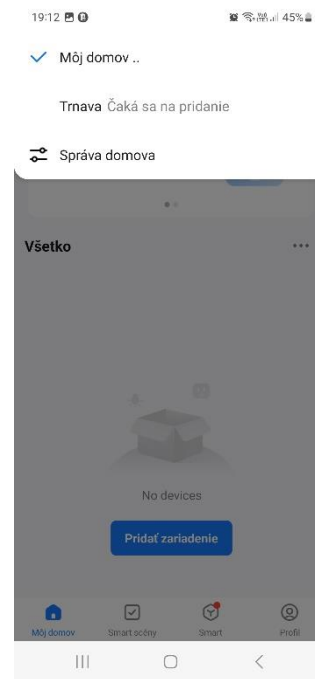 19:12 45%
Môj domov ..
Trnava Čaká sa na pridanie
Správa domova
Všetko
No devices
Pridať zariadenie
Môj domov Smart scény Smart Profil